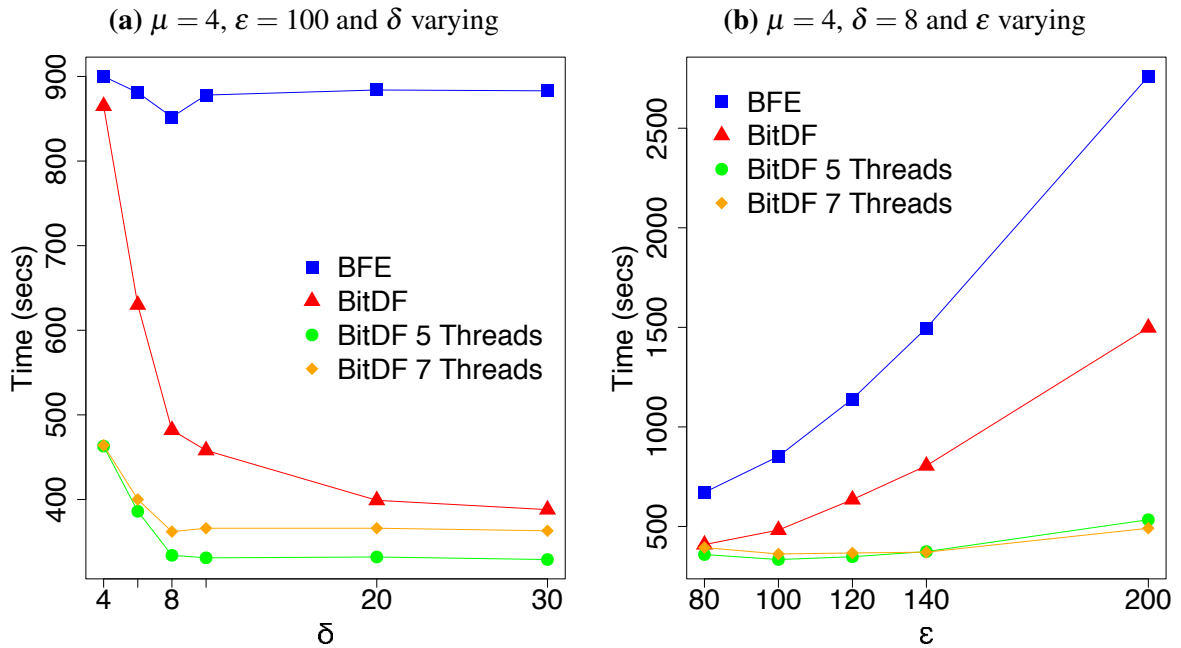 (a) μ = 4, ε = 100 and δ varying
900
800
700
600
500
400
Time (secs)
BFE
BitDF
BitDF 5 Threads
BitDF 7 Threads
4 8 20 30
δ
(b) μ = 4, δ = 8 and ε varying
2500
2000
1500
1000
500
Time (secs)
BFE
BitDF
BitDF 5 Threads
BitDF 7 Threads
80 100 120 140 200
ε